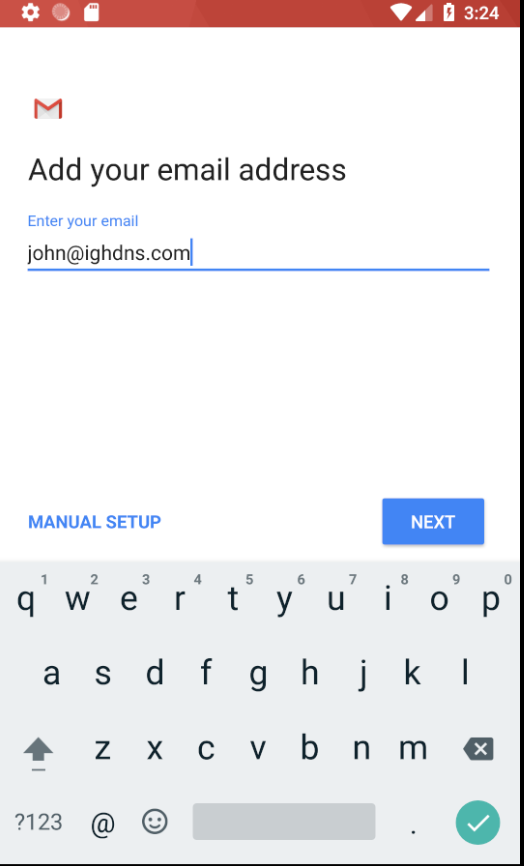 3:24
Add your email address
Enter your email
john@ighdns.com
MANUAL SETUP NEXT
1 2 3 4 5 6 7 8 9 0
q w e r t y u i o p
a s d f g h j k l
z x c v b n m
?123 @ .